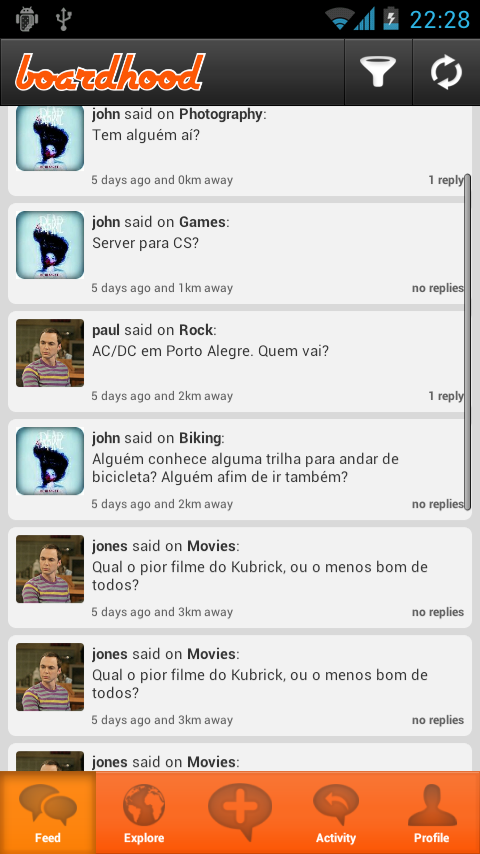 22:28
boardhood
john said on Photography:
Tem alguém aí?
5 days ago and 0km away 1 reply
john said on Games:
Server para CS?
5 days ago and 1km away no replies
paul said on Rock:
AC/DC em Porto Alegre. Quem vai?
5 days ago and 2km away 1 reply
john said on Biking:
Alguém conhece alguma trilha para andar de
bicicleta? Alguém afim de ir também?
5 days ago and 2km away no replies
jones said on Movies:
Qual o pior filme do Kubrick, ou o menos bom de
todos?
5 days ago and 3km away no replies
jones said on Movies:
Qual o pior filme do Kubrick, ou o menos bom de
todos?
5 days ago and 3km away no replies
jones said on Movies:
Feed Explore Activity Profile